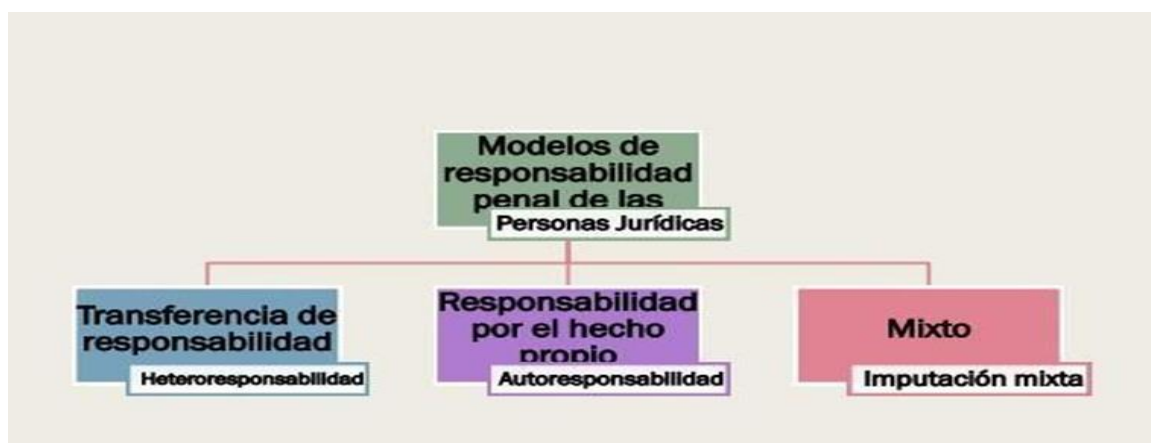 Modelos de
responsabilidad
penal de las
Personas Jurídicas
Transferencia de
responsabilidad
Heteroresponsabilidad
Responsabilidad
por el hecho
propio
Autoresponsabilidad
Mixto
Imputación mixta